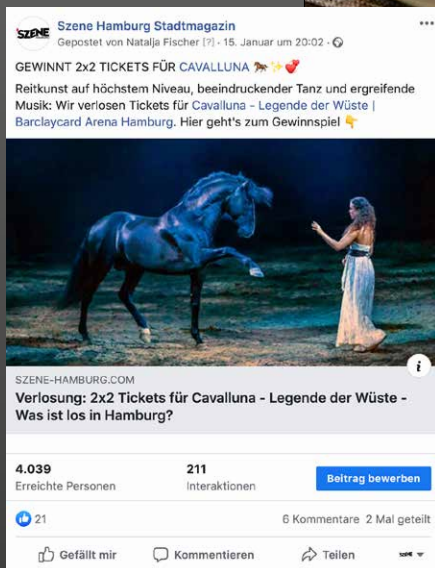 SZENE
Szene Hamburg Stadtmagazin
Gepostet von Natalja Fischer [?] · 15. Januar um 20:02 ·
GEWINNT 2x2 TICKETS FÜR CAVALLUNA 🐎✨💕
Reitkunst auf höchstem Niveau, beeindruckender Tanz und ergreifende
Musik: Wir verlosen Tickets für Cavalluna - Legende der Wüste |
Barclaycard Arena Hamburg. Hier geht's zum Gewinnspiel 👇
i
SZENE-HAMBURG.COM
Verlosung: 2x2 Tickets für Cavalluna - Legende der Wüste -
Was ist los in Hamburg?
4.039
Erreichte Personen
211
Interaktionen
Beitrag bewerben
21
6 Kommentare 2 Mal geteilt
Gefällt mir
Kommentieren
Teilen